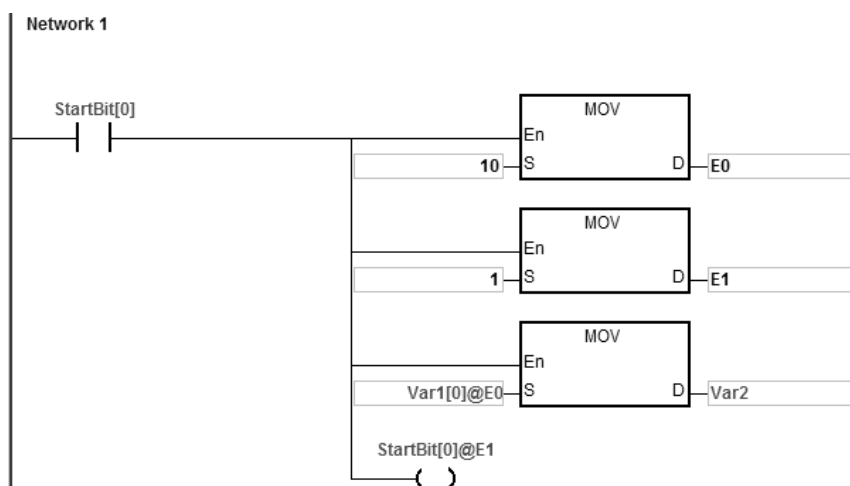 Network 1
StartBit[0]
MOV
En
10 S D E0
MOV
En
1 S D E1
MOV
En
Var1[0]@E0 S D Var2
StartBit[0]@E1